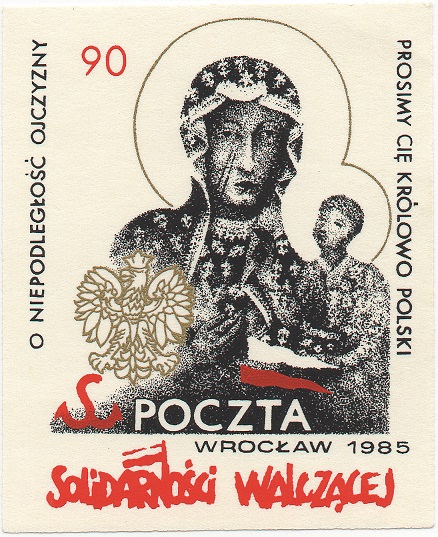 90
O NIEPODLEGŁOŚĆ OJCZYZNY
PROSIMY CIĘ KRÓLOWO POLSKI
POCZTA
WROCŁAW 1985
SOLIDARNOŚCI WALCZĄCEJ